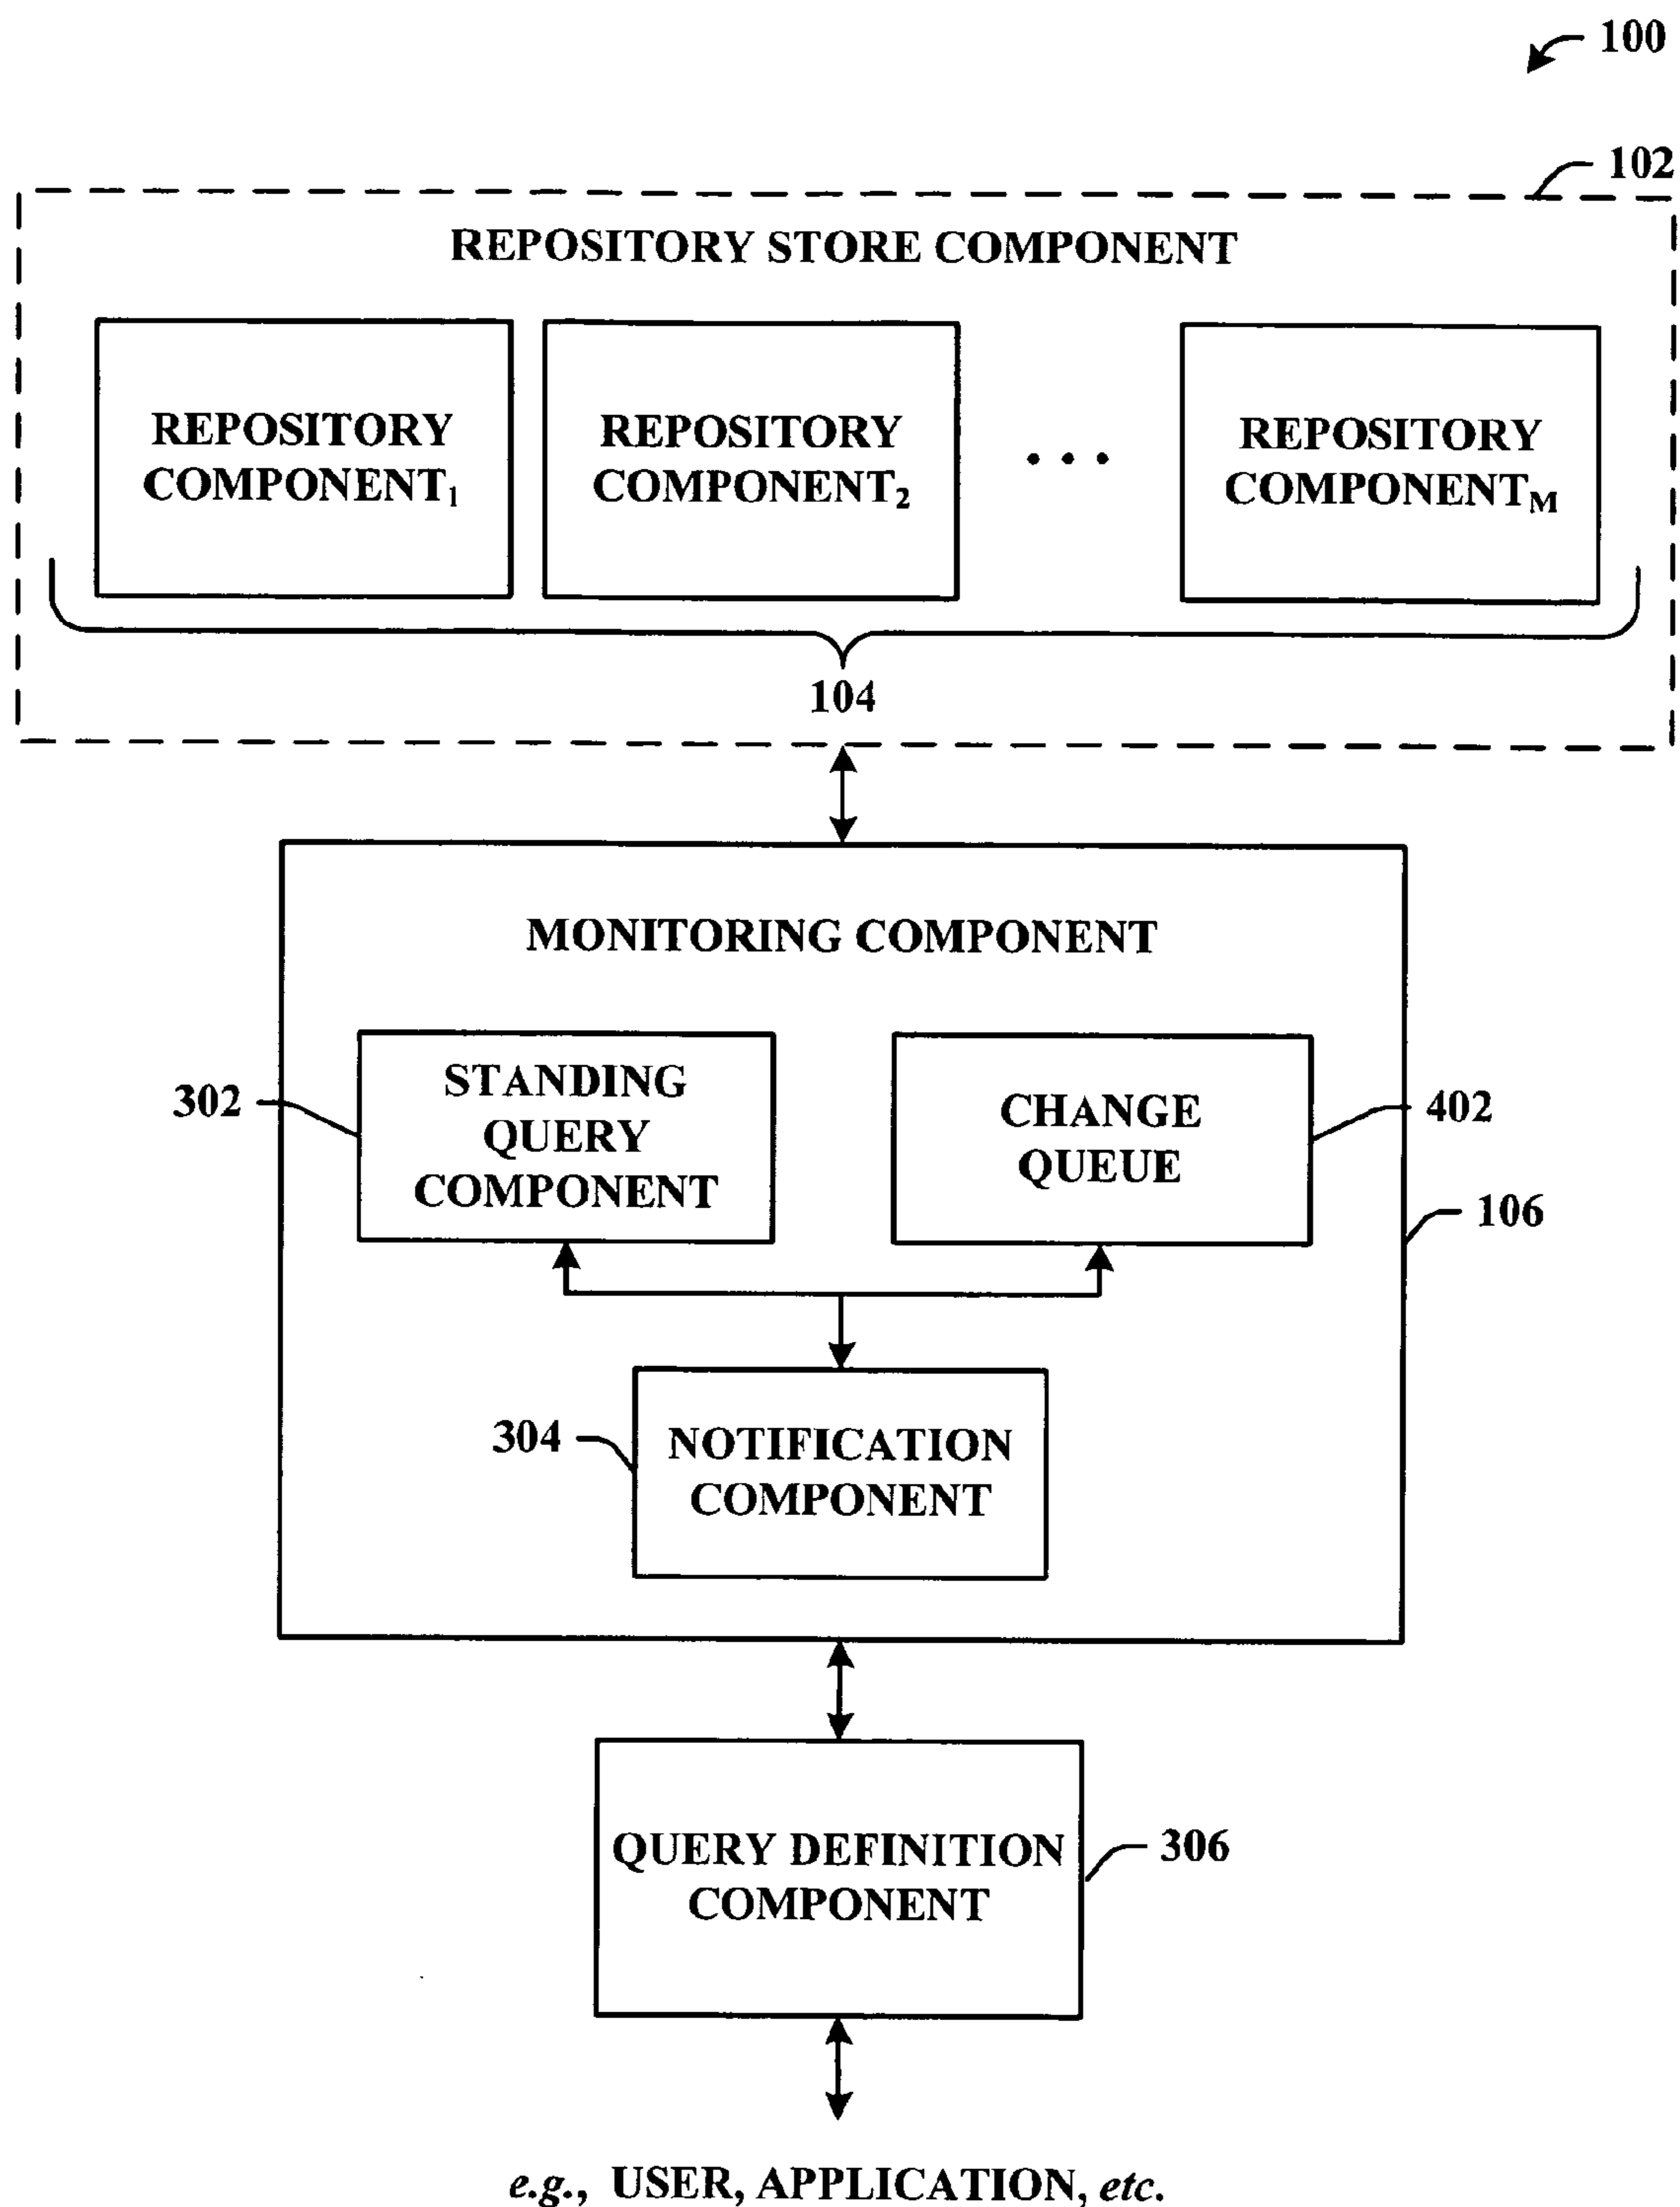 100
102
REPOSITORY STORE COMPONENT
REPOSITORY
COMPONENT₁
REPOSITORY
COMPONENT₂
• • •
REPOSITORY
COMPONENTM
104
MONITORING COMPONENT
302
STANDING
QUERY
COMPONENT
CHANGE
QUEUE
402
106
304
NOTIFICATION
COMPONENT
QUERY DEFINITION
COMPONENT
306
e.g., USER, APPLICATION, etc.